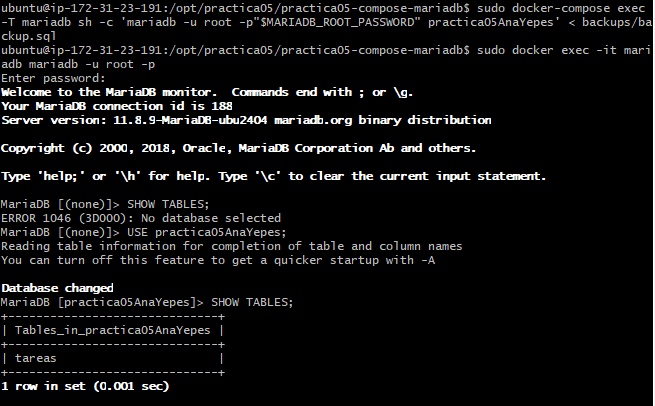 ubuntu@ip-172-31-23-191:/opt/practica05/practica05-compose-mariadb$ sudo docker-compose exec
-T mariadb sh -c 'mariadb -u root -p"$MARIADB_ROOT_PASSWORD" practica05AnaYepes' < backups/ba
ckup.sql
ubuntu@ip-172-31-23-191:/opt/practica05/practica05-compose-mariadb$ sudo docker exec -it mari
adb mariadb -u root -p
Enter password:
Welcome to the MariaDB monitor.  Commands end with ; or \g.
Your MariaDB connection id is 188
Server version: 11.8.9-MariaDB-ubu2404 mariadb.org binary distribution

Copyright (c) 2000, 2018, Oracle, MariaDB Corporation Ab and others.

Type 'help;' or '\h' for help. Type '\c' to clear the current input statement.

MariaDB [(none)]> SHOW TABLES;
ERROR 1046 (3D000): No database selected
MariaDB [(none)]> USE practica05AnaYepes;
Reading table information for completion of table and column names
You can turn off this feature to get a quicker startup with -A

Database changed
MariaDB [practica05AnaYepes]> SHOW TABLES;
+------------------------------+
| Tables_in_practica05AnaYepes |
+------------------------------+
| tareas                       |
+------------------------------+
1 row in set (0.001 sec)